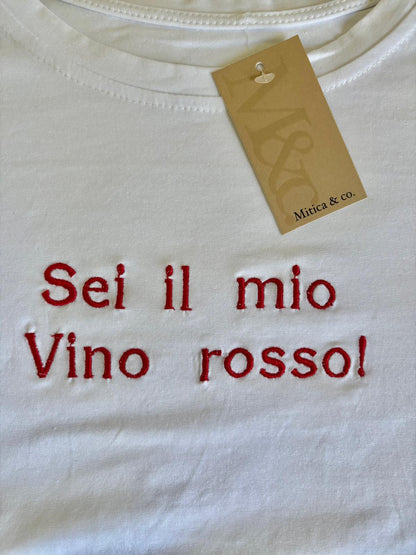 M&c
Mitica & co.
Sei il mio
Vino rosso!